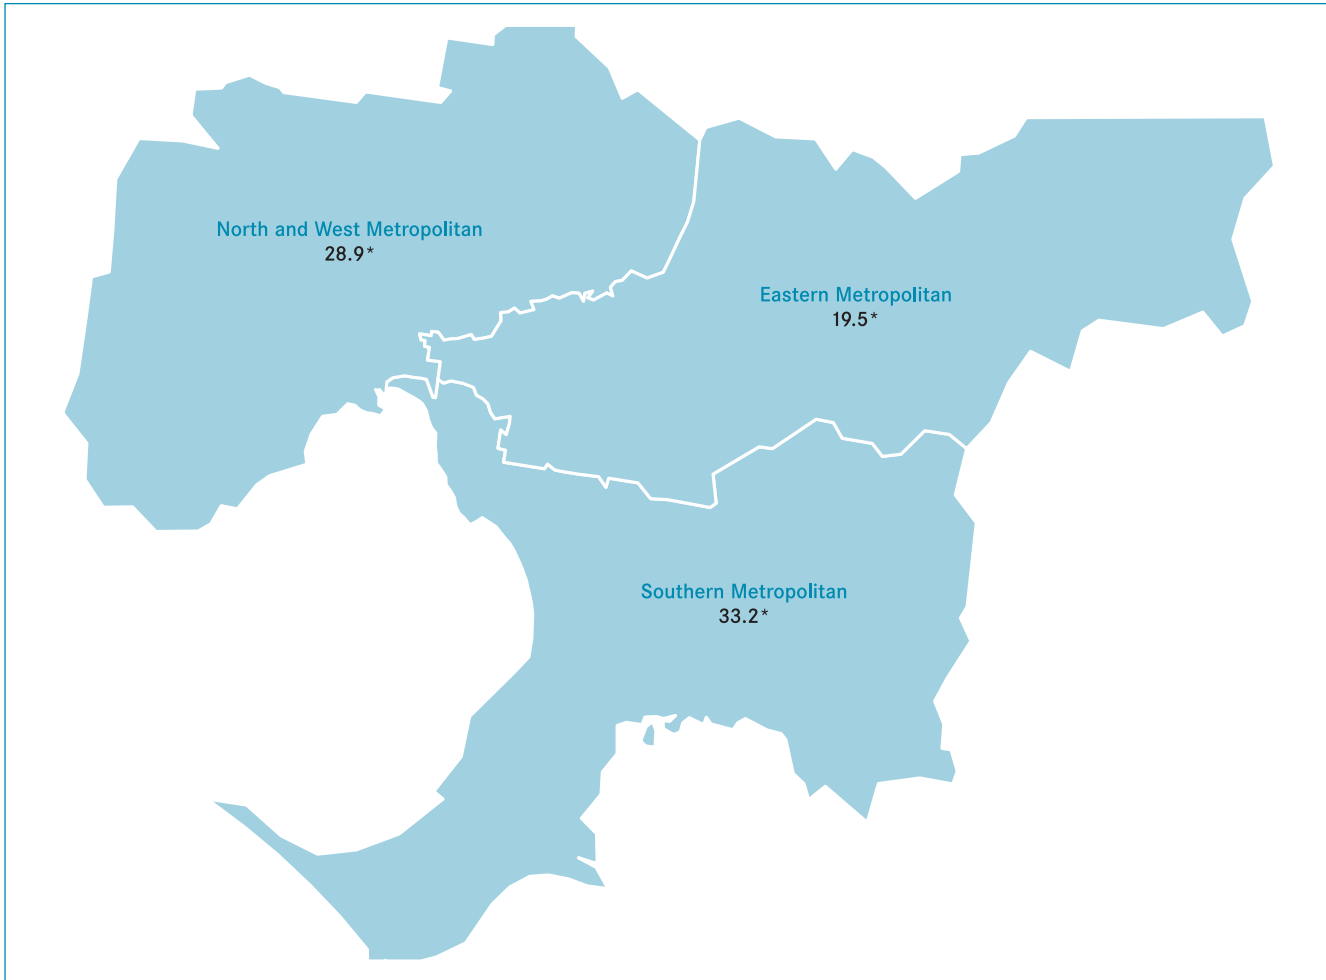 North and West Metropolitan
28.9*
Eastern Metropolitan
19.5*
Southern Metropolitan
33.2*